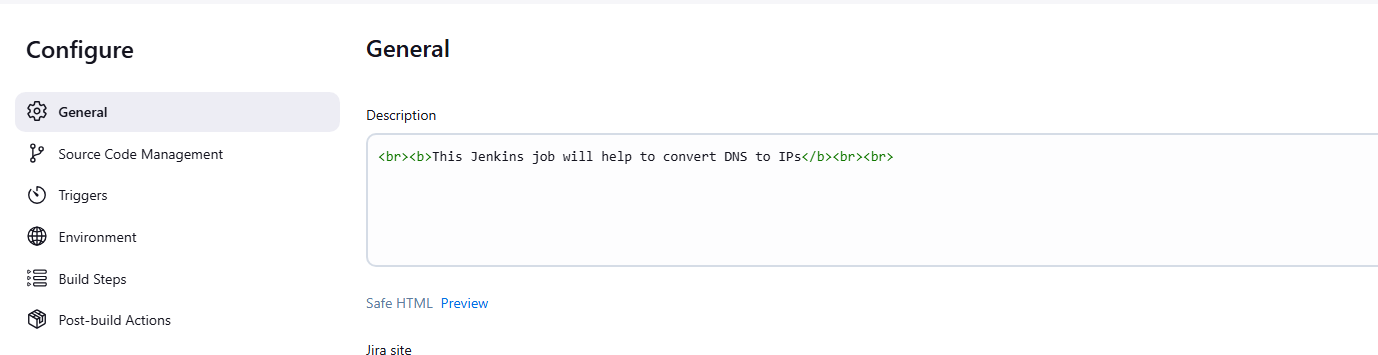 Configure
General
Source Code Management
Triggers
Environment
Build Steps
Post-build Actions
General
Description
<br><b>This Jenkins job will help to convert DNS to IPs</b><br><br>
Safe HTML Preview
Jira site